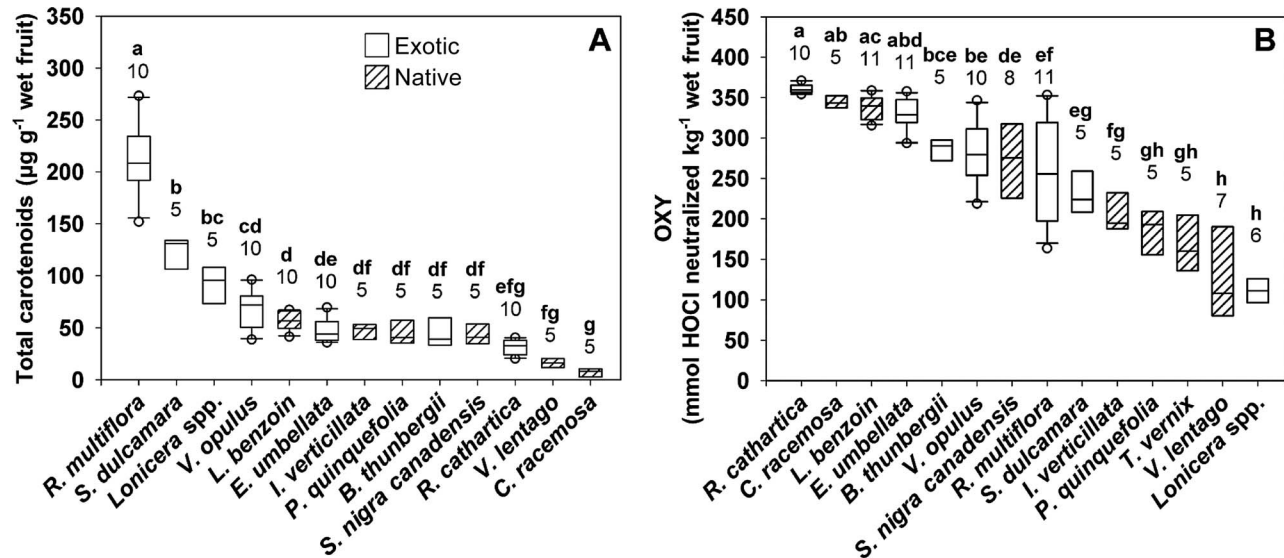 Total carotenoids (µg g-1 wet fruit)
350
300
250
200
150
100
50
0
A
Exotic
Native
a
10
b
5
bc
5
cd
10
d
10
de
10
df
5
df
5
df
5
df
5
efg
10
fg
5
g
5
R. multiflora
S. dulcamara
Lonicera spp.
V. opulus
L. benzoin
E. umbellata
I. verticillata
P. quinquefolia
B. thunbergii
S. nigra canadensis
R. cathartica
V. lentago
C. racemosa
OXY
(mmol HOCl neutralized kg-1 wet fruit)
450
400
350
300
250
200
150
100
50
0
B
a
10
ab
5
ac
11
abd
11
bce
5
be
10
de
8
ef
11
eg
5
fg
5
gh
5
gh
5
h
7
h
6
R. cathartica
C. racemosa
L. benzoin
E. umbellata
B. thunbergii
V. opulus
S. nigra canadensis
R. multiflora
S. dulcamara
I. verticillata
P. quinquefolia
T. vernix
V. lentago
Lonicera spp.